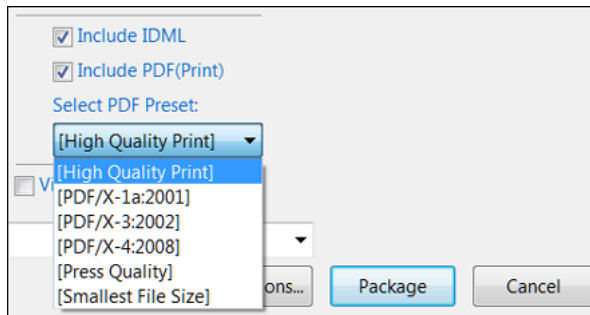 Include IDML
Include PDF(Print)
Select PDF Preset:
[High Quality Print]
[High Quality Print]
[PDF/X-1a:2001]
[PDF/X-3:2002]
[PDF/X-4:2008]
[Press Quality]
[Smallest File Size]
ons...
Package
Cancel